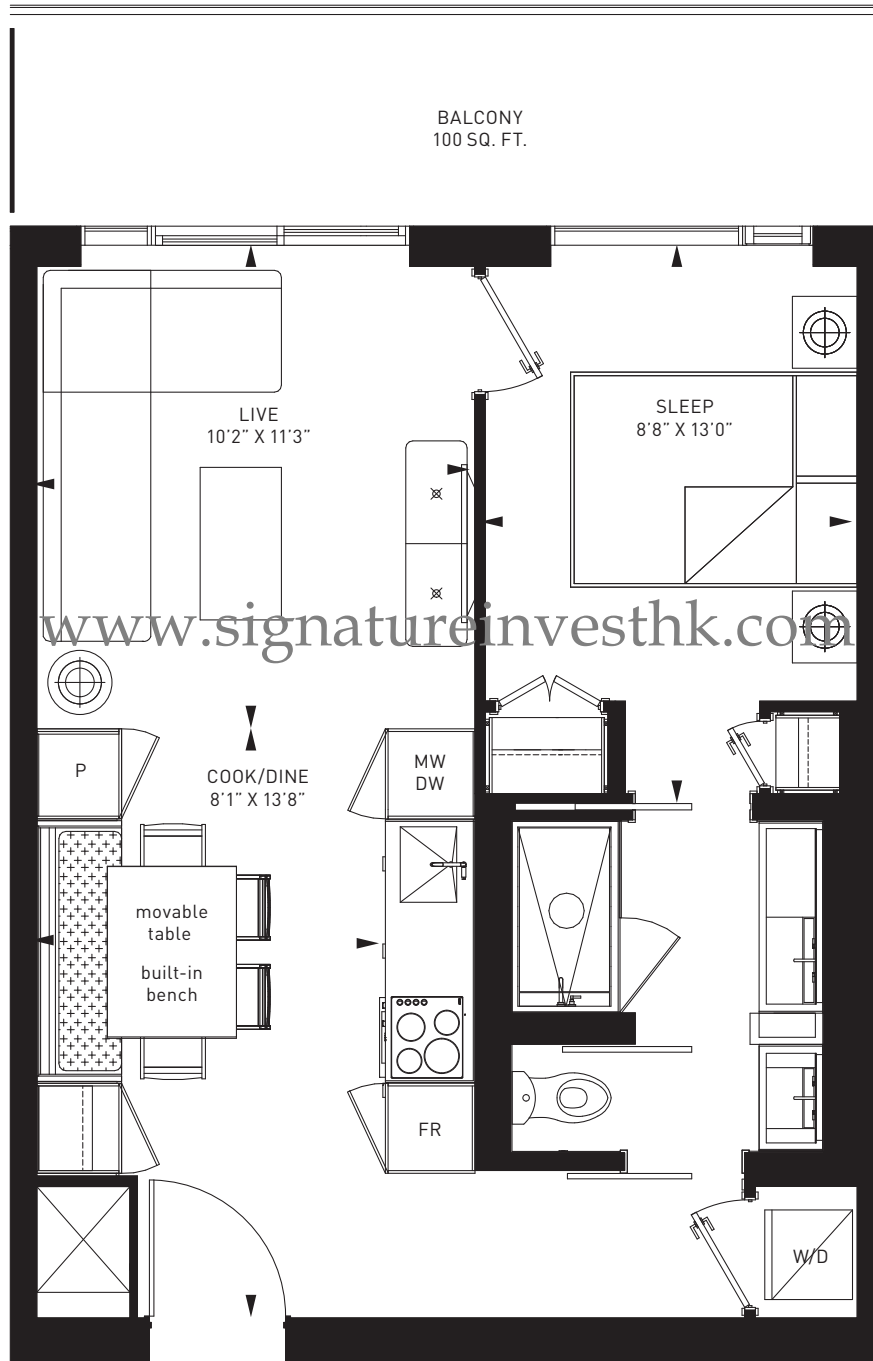 BALCONY
100 SQ. FT.
LIVE
10'2” X 11'3”
SLEEP
8'8” X 13'0”
www.signatureinvesthk.com
P
COOK/DINE
8'1” X 13'8”
MW
DW
movable
table
built-in
bench
FR
W/D